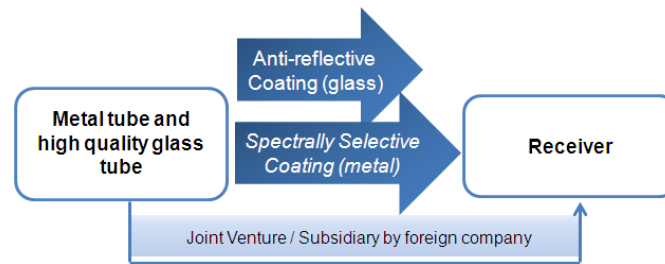 Anti-reflective
Coating (glass)
Metal tube and
high quality glass
tube
Spectrally Selective
Coating (metal)
Receiver
Joint Venture / Subsidiary by foreign company